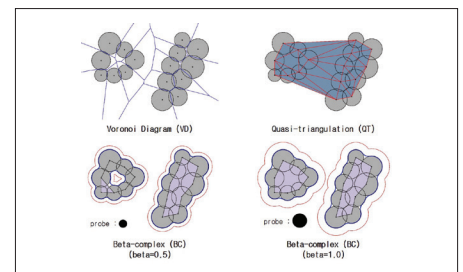 Voronoi Diagram (VD)
Quasi-triangulation (QT)
probe :
probe :
Beta-complex (BC)
(beta=0.5)
Beta-complex (BC)
(beta=1.0)